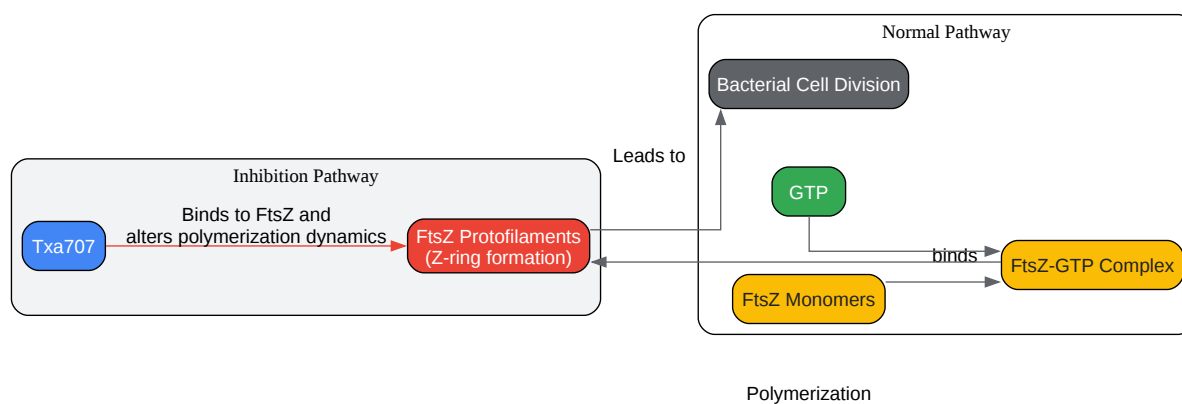 Normal Pathway
Bacterial Cell Division
Leads to
Inhibition Pathway
GTP
Binds to FtsZ and
alters polymerization dynamics
Txa707
FtsZ Protofilaments
(Z-ring formation)
binds
FtsZ-GTP Complex
FtsZ Monomers
Polymerization